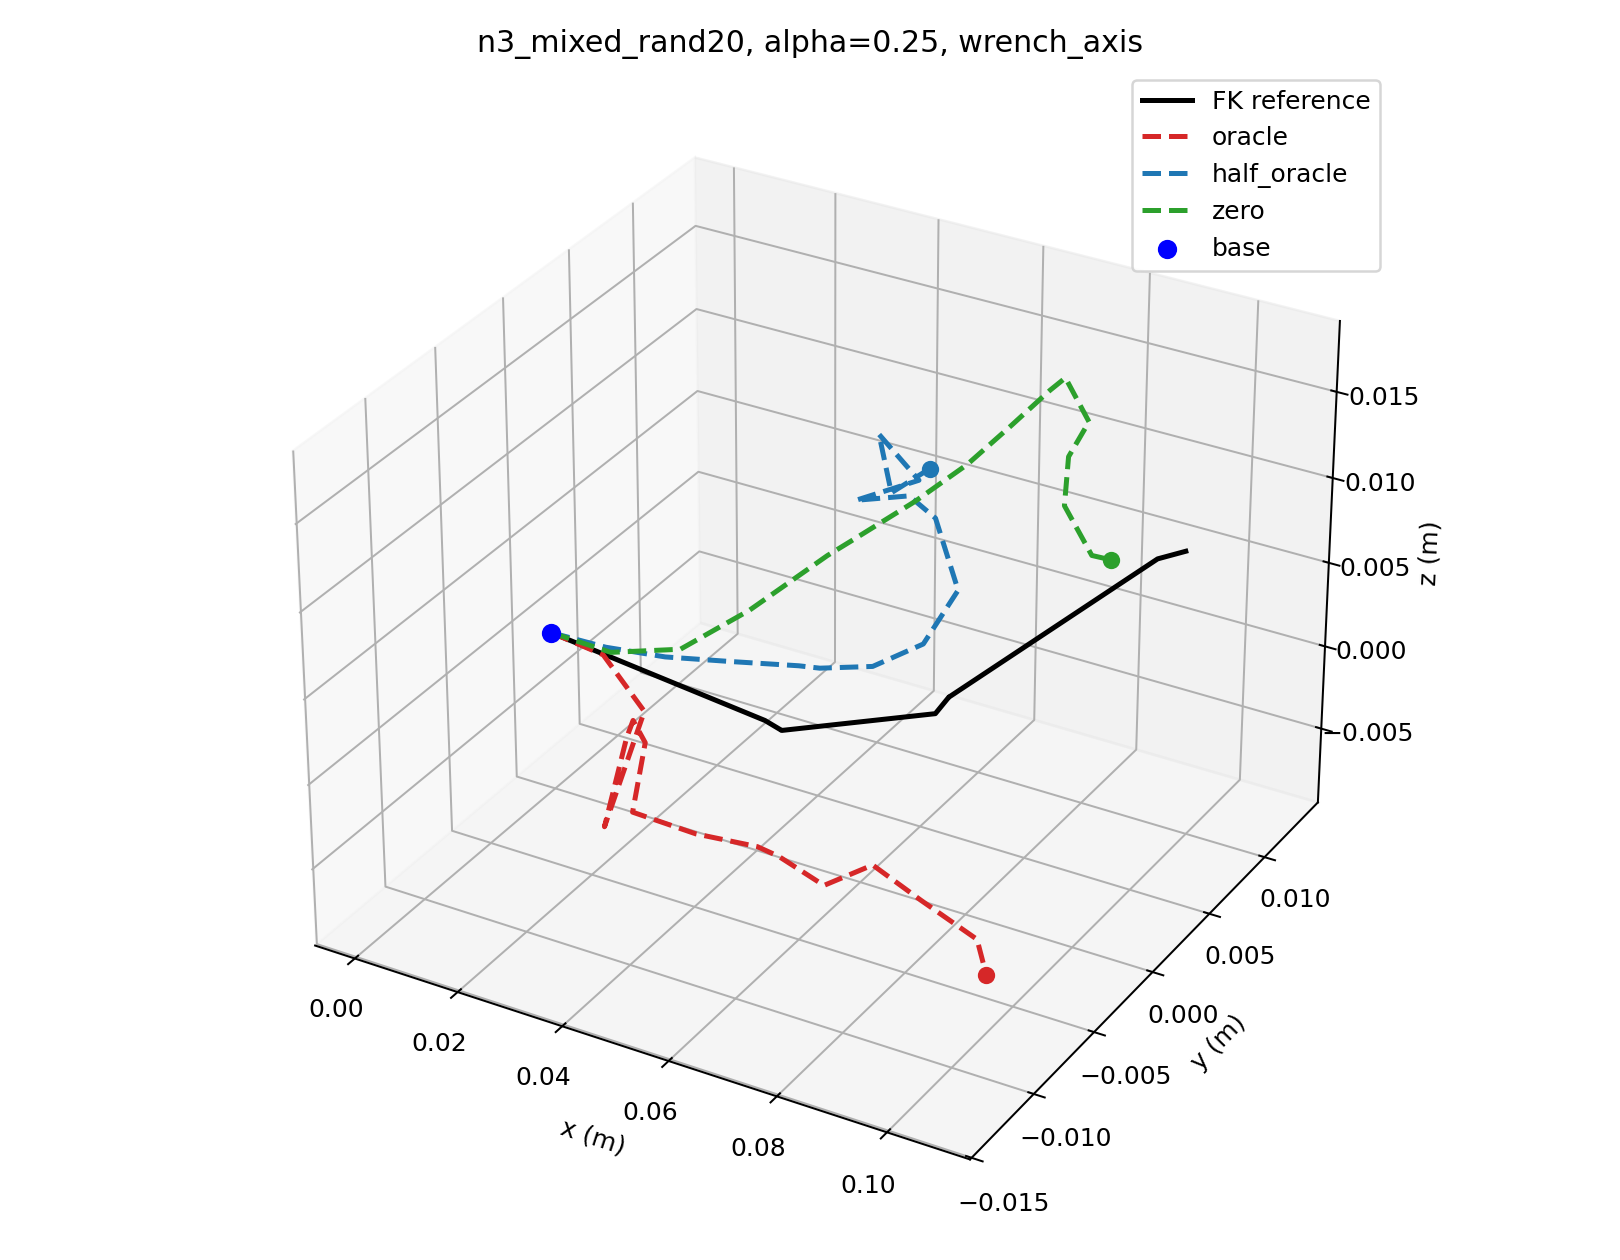 n3_mixed_rand20, alpha=0.25, wrench_axis
FK reference
oracle
half_oracle
zero
base
0.015
0.010
0.005
0.000
−0.005
z (m)
0.010
0.005
0.000
−0.005
−0.010
−0.015
y (m)
0.00
0.02
0.04
0.06
0.08
0.10
x (m)